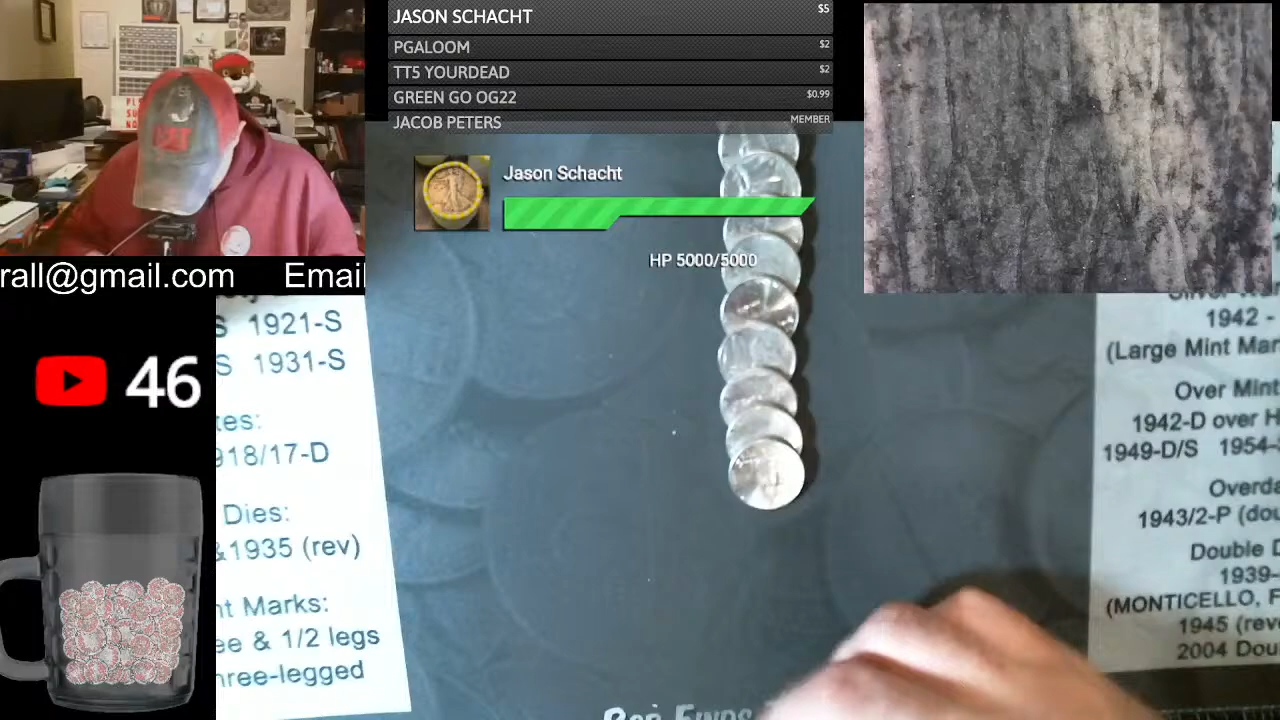 JASON SCHACHT $5
PGALOOM $2
TT5 YOURDEAD $2
GREEN GO OG22 $0.99
JACOB PETERS MEMBER
Jason Schacht
HP 5000/5000
rall@gmail.com Emai
46
S 1921-S
S 1931-S
tes:
918/17-D
Dies:
&1935 (rev)
nt Marks:
ee & 1/2 legs
hree-legged
1942 -
(Large Mint Mar
Over Mint
1942-D over H
1949-D/S 1954-
Overda
1943/2-P (dou
Double D
1939-
(MONTICELLO, F
1945 (reve
2004 Dou